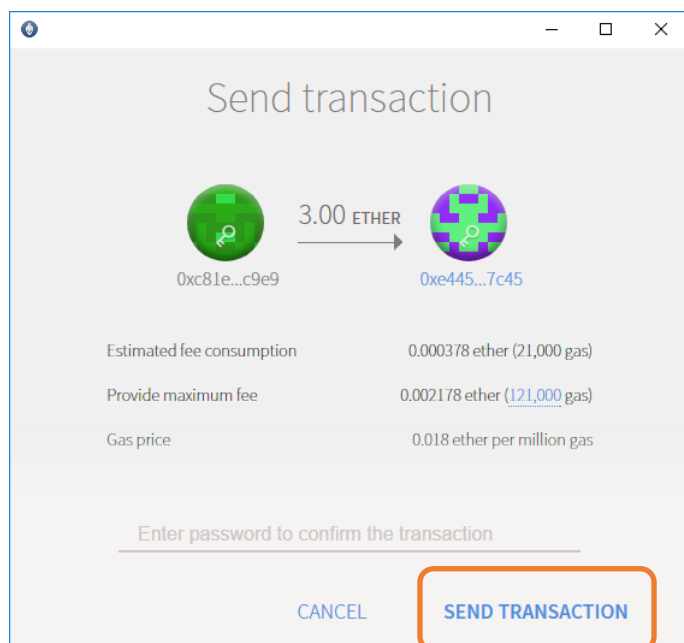 Send transaction
3.00 ETHER
0xc81e...c9e9
0xe445...7c45
Estimated fee consumption 0.000378 ether (21,000 gas)
Provide maximum fee 0.002178 ether (121,000 gas)
Gas price 0.018 ether per million gas
Enter password to confirm the transaction
CANCEL SEND TRANSACTION